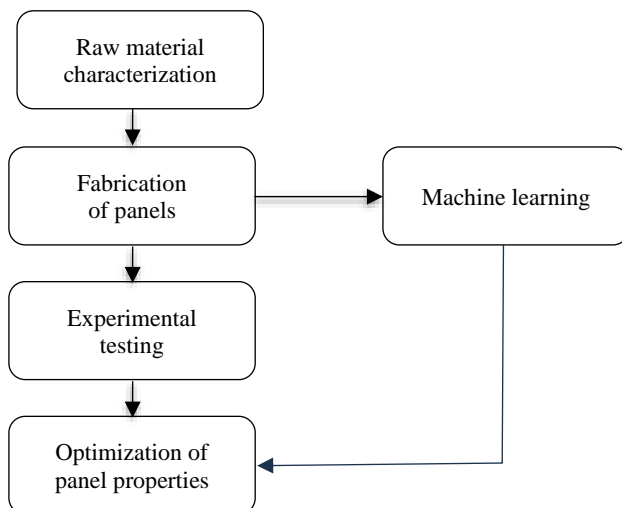 Raw material
characterization
Fabrication
of panels
Machine learning
Experimental
testing
Optimization of
panel properties